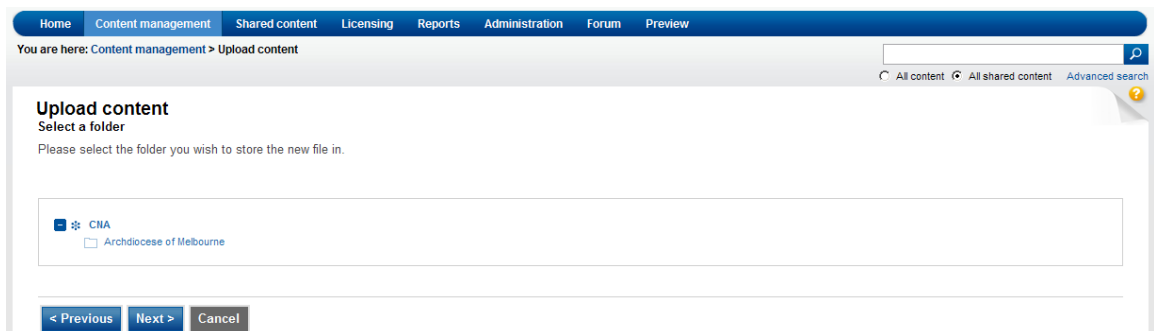 Home Content management Shared content Licensing Reports Administration Forum Preview
You are here: Content management > Upload content
All content All shared content Advanced search
?
Upload content
Select a folder
Please select the folder you wish to store the new file in.
CNA
Archdiocese of Melbourne
< Previous Next > Cancel